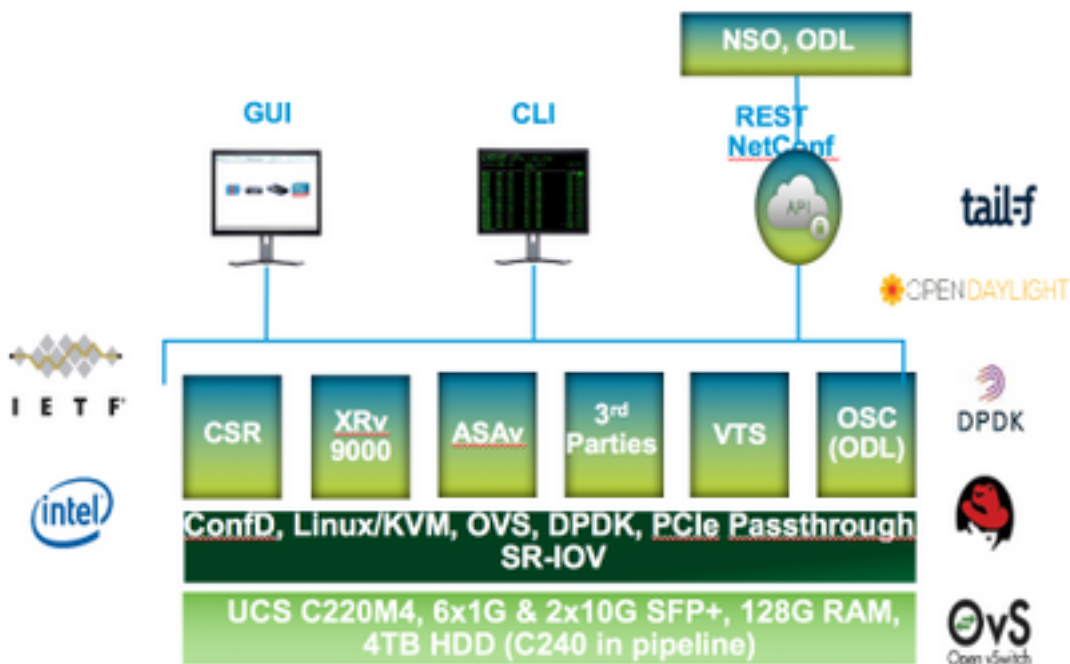 NSO, ODL
GUI
CLI
REST
NetConf
API
tail-f
OPENDAYLIGHT
IETF
CSR
XRv
9000
ASAv
3rd
Parties
VTS
OSC
(ODL)
DPDK
intel
ConfD, Linux/KVM, OVS, DPDK, PCIe Passthrough
SR-IOV
UCS C220M4, 6x1G & 2x10G SFP+, 128G RAM,
4TB HDD (C240 in pipeline)
OvS
Open vSwitch